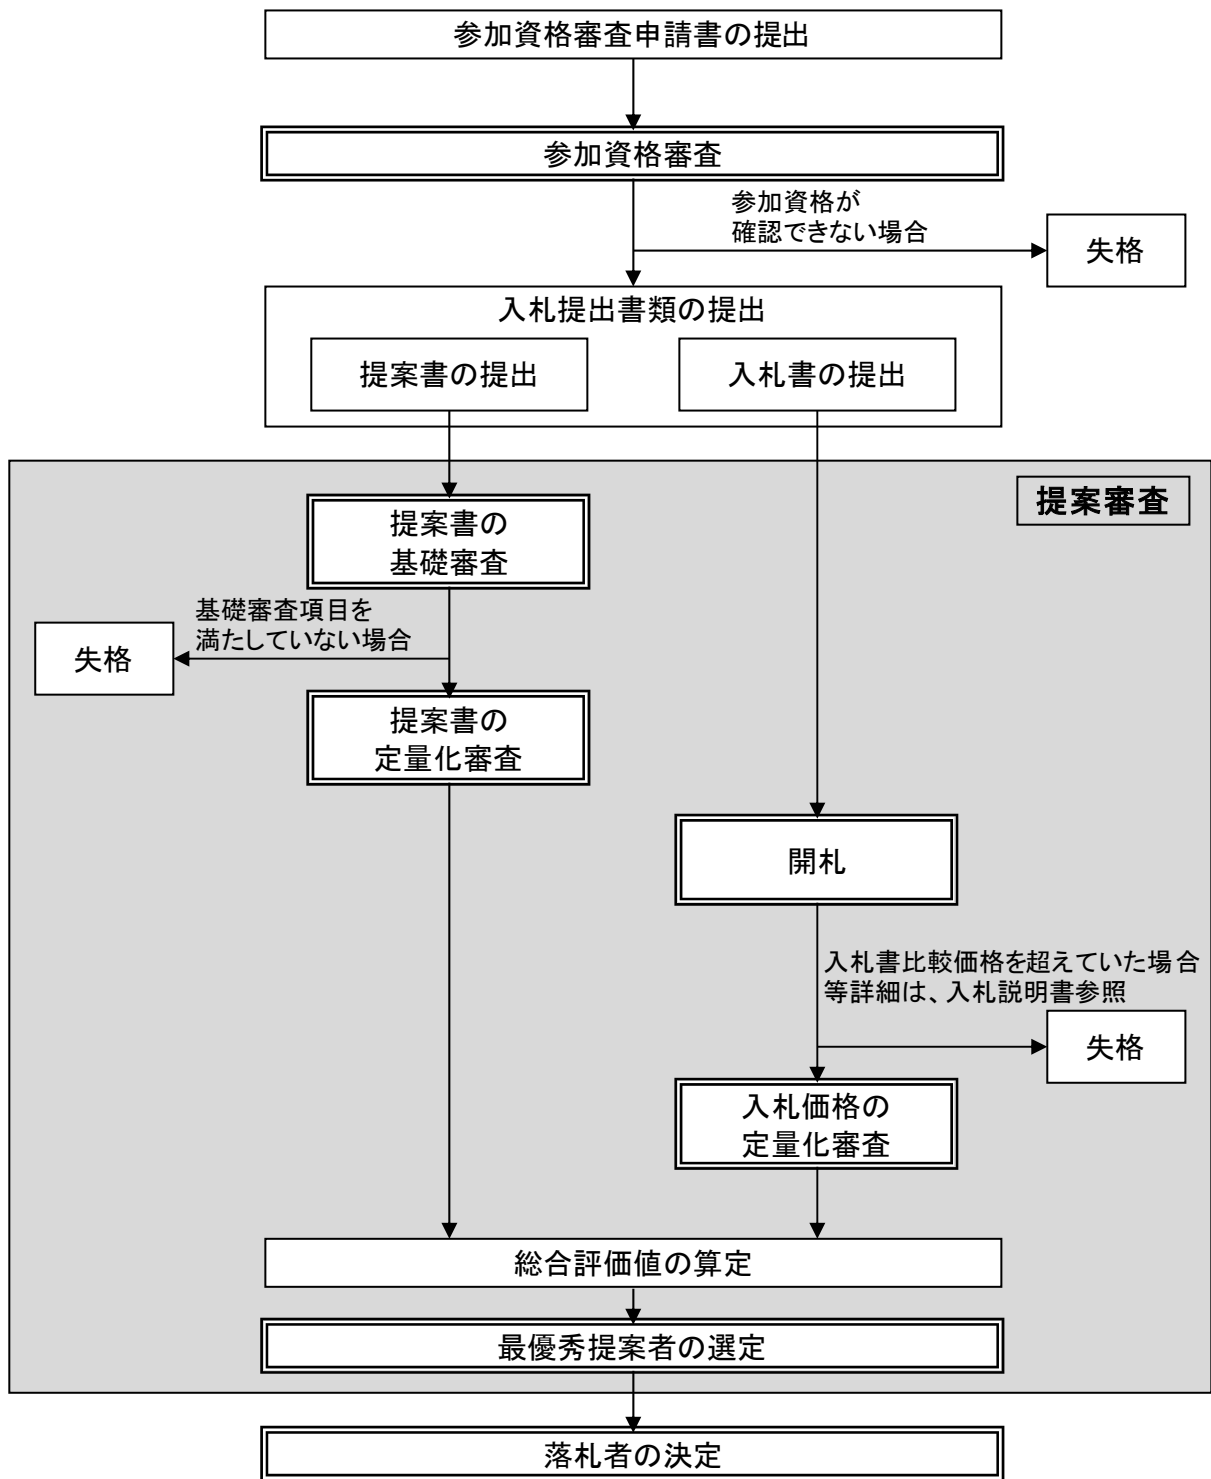 参加資格審査申請書の提出
参加資格審査
参加資格が
確認できない場合
失格
入札提出書類の提出
提案書の提出
入札書の提出
提案審査
提案書の
基礎審査
基礎審査項目を
満たしていない場合
失格
提案書の
定量化審査
開札
入札書比較価格を超えていた場合
等詳細は、入札説明書参照
失格
入札価格の
定量化審査
総合評価値の算定
最優秀提案者の選定
落札者の決定